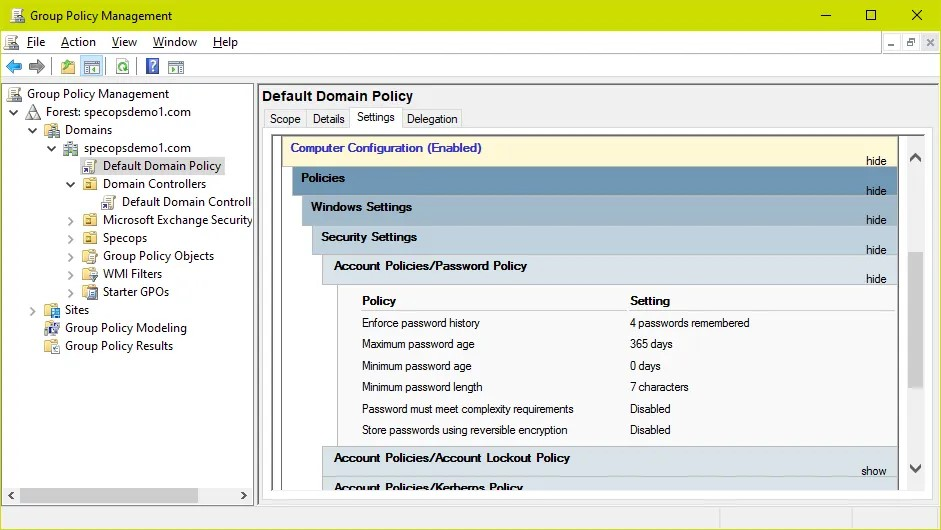 Group Policy Management
File Action View Window Help
Group Policy Management
Forest: specopsdemo1.com
Domains
specopsdemo1.com
Default Domain Policy
Domain Controllers
Default Domain Controll
Microsoft Exchange Security
Specops
Group Policy Objects
WMI Filters
Starter GPOs
Sites
Group Policy Modeling
Group Policy Results
Default Domain Policy
Scope Details Settings Delegation
Computer Configuration (Enabled)
hide
Policies
hide
Windows Settings
hide
Security Settings
hide
Account Policies/Password Policy
hide
Policy Setting
Enforce password history 4 passwords remembered
Maximum password age 365 days
Minimum password age 0 days
Minimum password length 7 characters
Password must meet complexity requirements Disabled
Store passwords using reversible encryption Disabled
Account Policies/Account Lockout Policy
show
Account Policies/Kerberos Policy